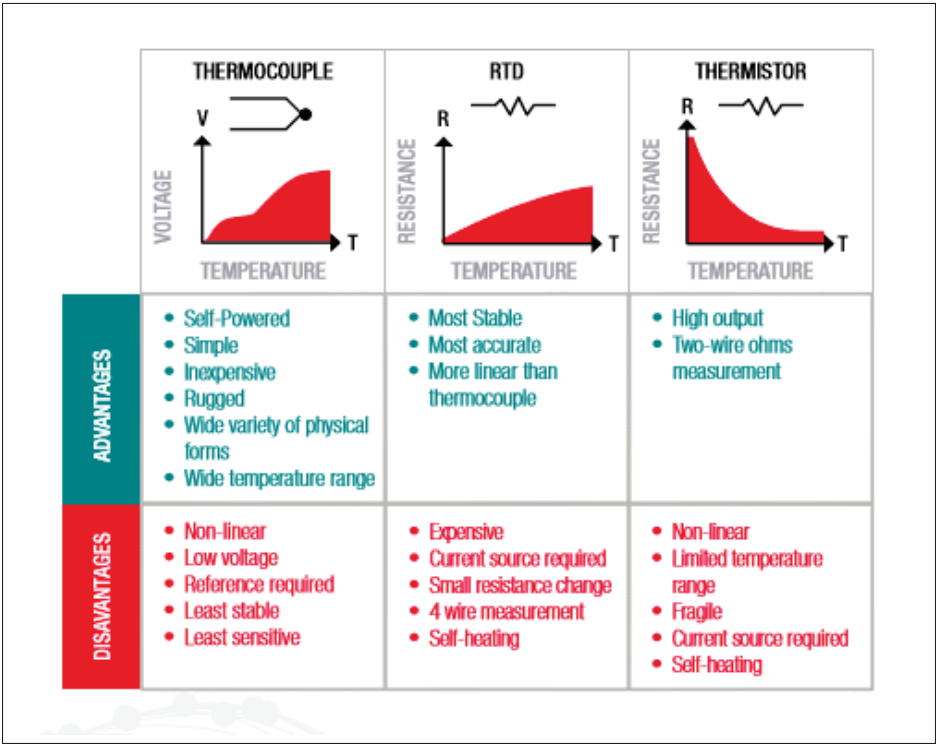 THERMOCOUPLE
V
VOLTAGE
T
TEMPERATURE
RTD
R
RESISTANCE
T
TEMPERATURE
THERMISTOR
R
RESISTANCE
T
TEMPERATURE
ADVANTAGES
• Self-Powered
• Simple
• Inexpensive
• Rugged
• Wide variety of physical
forms
• Wide temperature range
• Most Stable
• Most accurate
• More linear than
thermocouple
• High output
• Two-wire ohms
measurement
DISAVANTAGES
• Non-linear
• Low voltage
• Reference required
• Least stable
• Least sensitive
• Expensive
• Current source required
• Small resistance change
• 4 wire measurement
• Self-heating
• Non-linear
• Limited temperature
range
• Fragile
• Current source required
• Self-heating